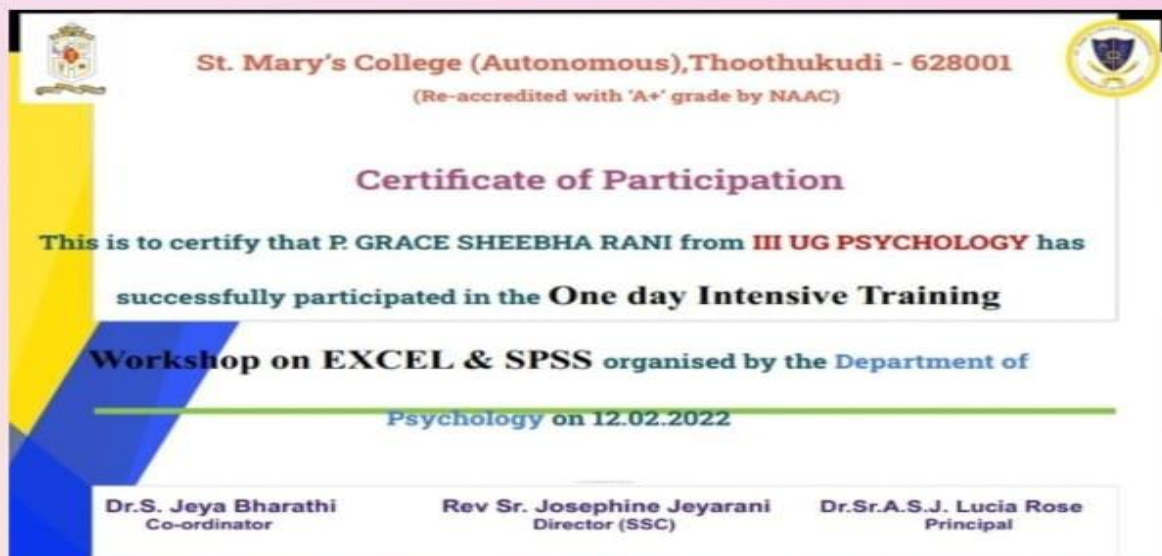 St. Mary's College (Autonomous),Thoothukudi - 628001
(Re-accredited with 'A+' grade by NAAC)
Certificate of Participation
This is to certify that P. GRACE SHEEBHA RANI from III UG PSYCHOLOGY has
successfully participated in the One day Intensive Training
Workshop on EXCEL & SPSS organised by the Department of
Psychology on 12.02.2022
Dr.S. Jeya Bharathi Rev Sr. Josephine Jeyarani Dr.Sr.A.S.J. Lucia Rose
Co-ordinator Director (SSC) Principal